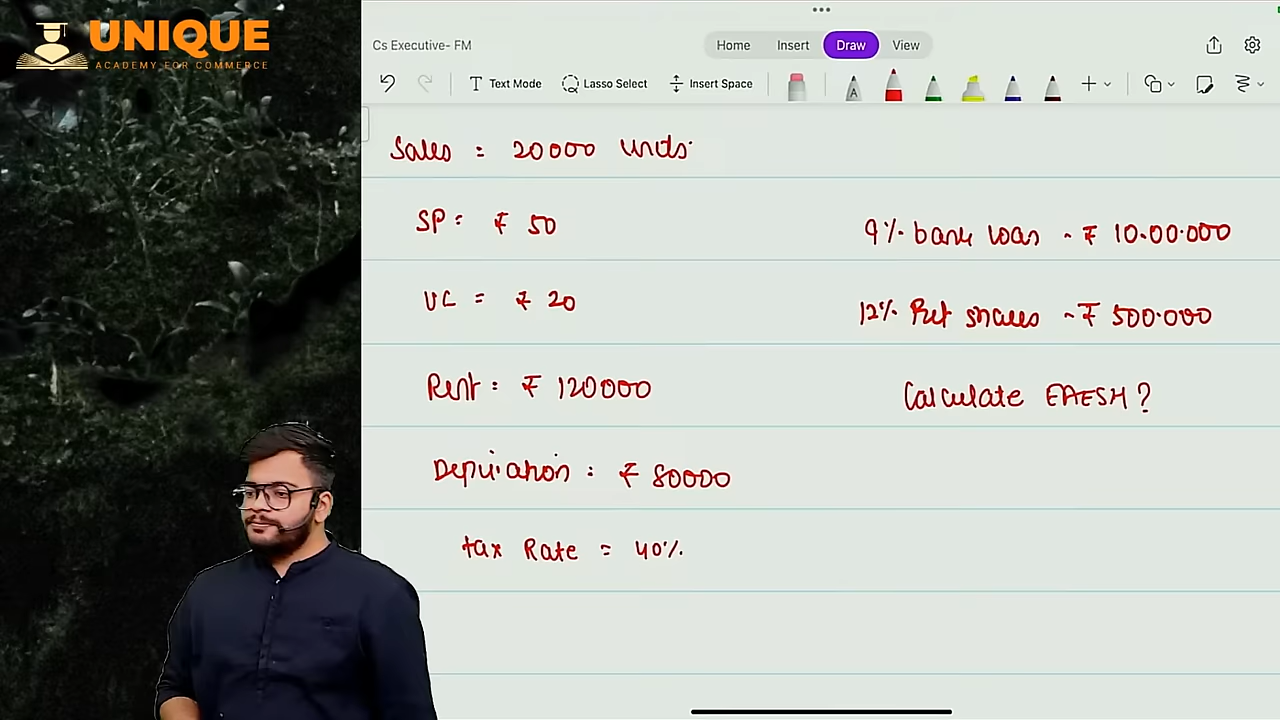 UNIQUE
ACADEMY FOR COMMERCE
Cs Executive- FM
Home Insert Draw View
Text Mode Lasso Select Insert Space
Sales = 20000 units
SP = ₹ 50
VC = ₹ 20
Rent = ₹ 120000
Depreciation = ₹ 80000
tax Rate = 40%
9% bank loan - ₹ 10,00,000
12% Pref shares - ₹ 500,000
Calculate EAESH?